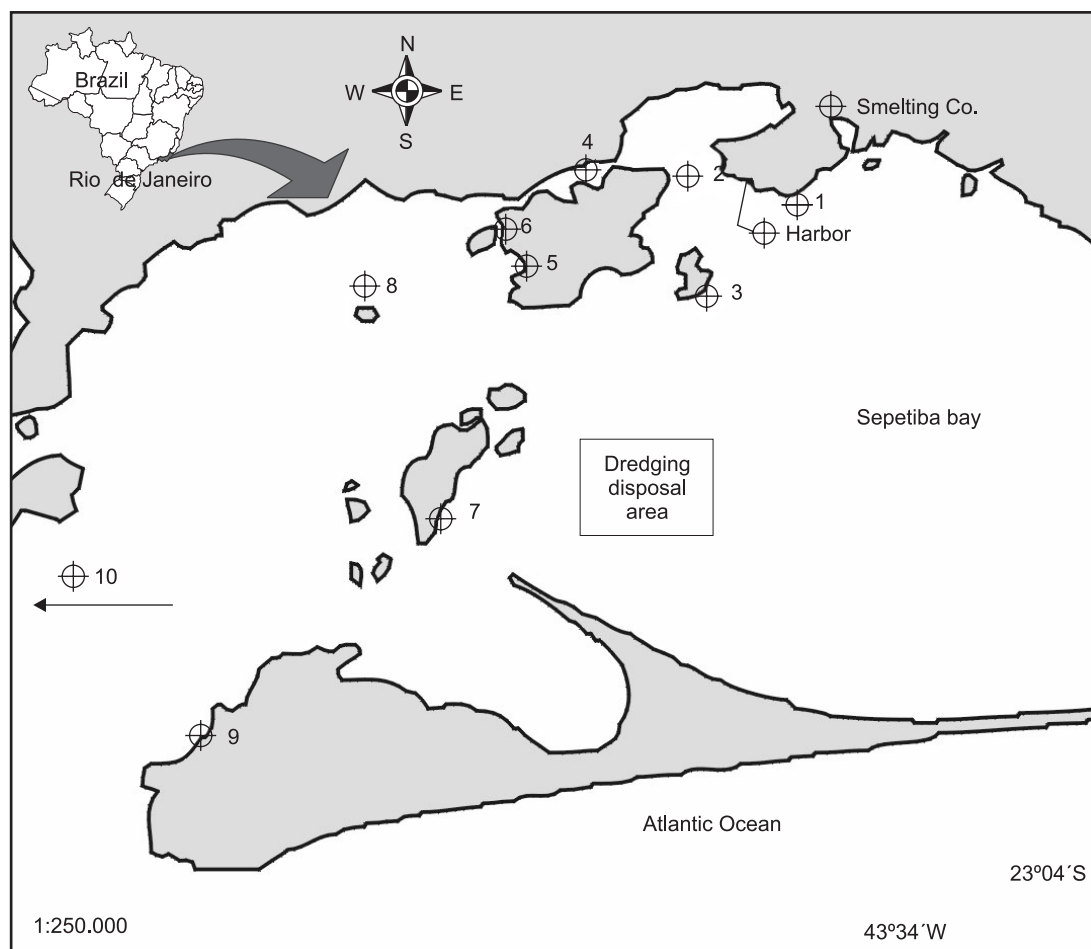 N
Brazil
W
E
Smelting Co.
S
4
Rio de Janeiro
2
1
6
Harbor
5
8
3
Sepetiba bay
Dredging
disposal
area
7
10
9
Atlantic Ocean
23º04´S
1:250.000
43º34´W